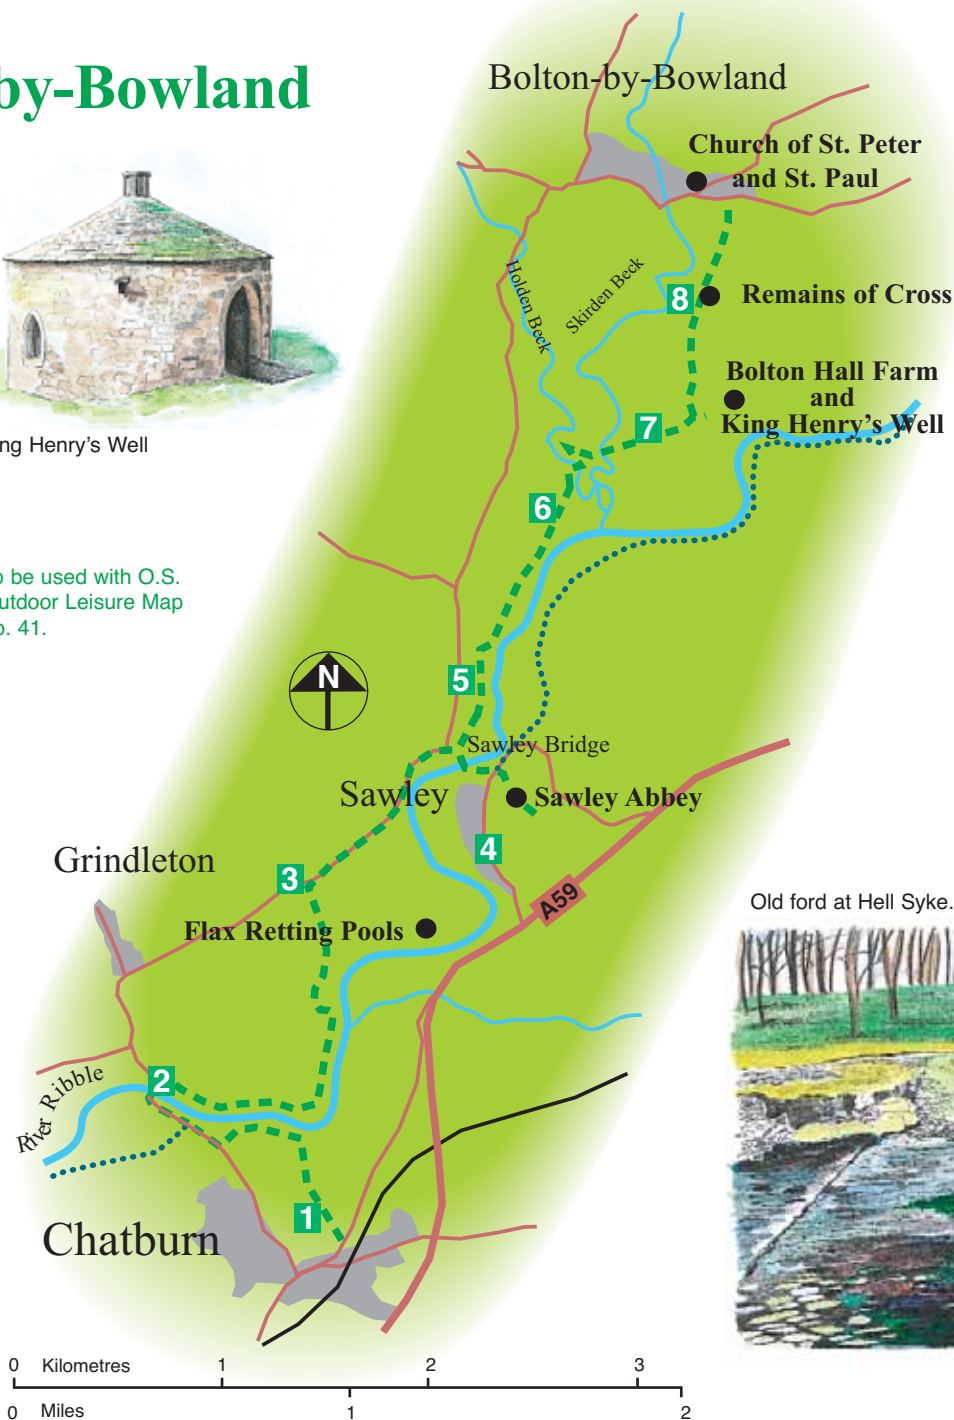 by-Bowland
Bolton-by-Bowland
Church of St. Peter
and St. Paul
Holden Beck
Skirden Beck
8
Remains of Cross
Bolton Hall Farm
and
King Henry's Well
7
ng Henry's Well
6
o be used with O.S.
utdoor Leisure Map
o. 41.
N
5
Sawley Bridge
Sawley
Sawley Abbey
4
Grindleton
3
A59
Old ford at Hell Syke.
Flax Retting Pools
2
River Ribble
1
Chatburn
0 Kilometres 1 2 3
0 Miles 1 2